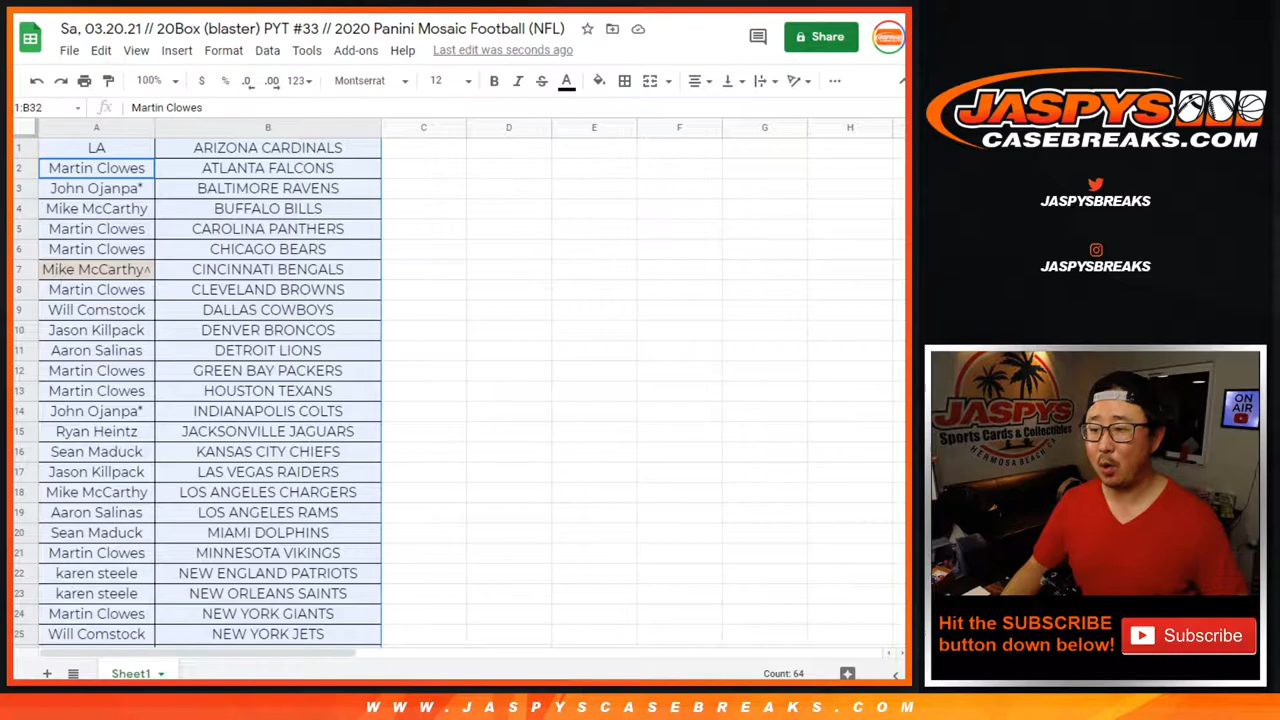 Sa, 03.20.21 // 20Box (blaster) PYT #33 // 2020 Panini Mosaic Football (NFL)
File Edit View Insert Format Data Tools Add-ons Help Last edit was seconds ago
Share
100% $ % .0 .00 123 Montserrat 12 B I S A
1:B32 fx Martin Clowes
A B C D E F G H
1 LA ARIZONA CARDINALS
2 Martin Clowes ATLANTA FALCONS
3 John Ojanpa* BALTIMORE RAVENS
4 Mike McCarthy BUFFALO BILLS
5 Martin Clowes CAROLINA PANTHERS
6 Martin Clowes CHICAGO BEARS
7 Mike McCarthy^ CINCINNATI BENGALS
8 Martin Clowes CLEVELAND BROWNS
9 Will Comstock DALLAS COWBOYS
10 Jason Killpack DENVER BRONCOS
11 Aaron Salinas DETROIT LIONS
12 Martin Clowes GREEN BAY PACKERS
13 Martin Clowes HOUSTON TEXANS
14 John Ojanpa* INDIANAPOLIS COLTS
15 Ryan Heintz JACKSONVILLE JAGUARS
16 Sean Maduck KANSAS CITY CHIEFS
17 Jason Killpack LAS VEGAS RAIDERS
18 Mike McCarthy LOS ANGELES CHARGERS
19 Aaron Salinas LOS ANGELES RAMS
20 Sean Maduck MIAMI DOLPHINS
21 Martin Clowes MINNESOTA VIKINGS
22 karen steele NEW ENGLAND PATRIOTS
23 karen steele NEW ORLEANS SAINTS
24 Martin Clowes NEW YORK GIANTS
25 Will Comstock NEW YORK JETS
Sheet1 Count: 64
JASPYS
CASEBREAKS.COM
JASPYSBREAKS
JASPYSBREAKS
JASPYS
Sports Cards & Collectibles
HERMOSA BEACH, CA
ON
AIR
Hit the SUBSCRIBE
button down below!
Subscribe
WWW.JASPYSCASEBREAKS.COM